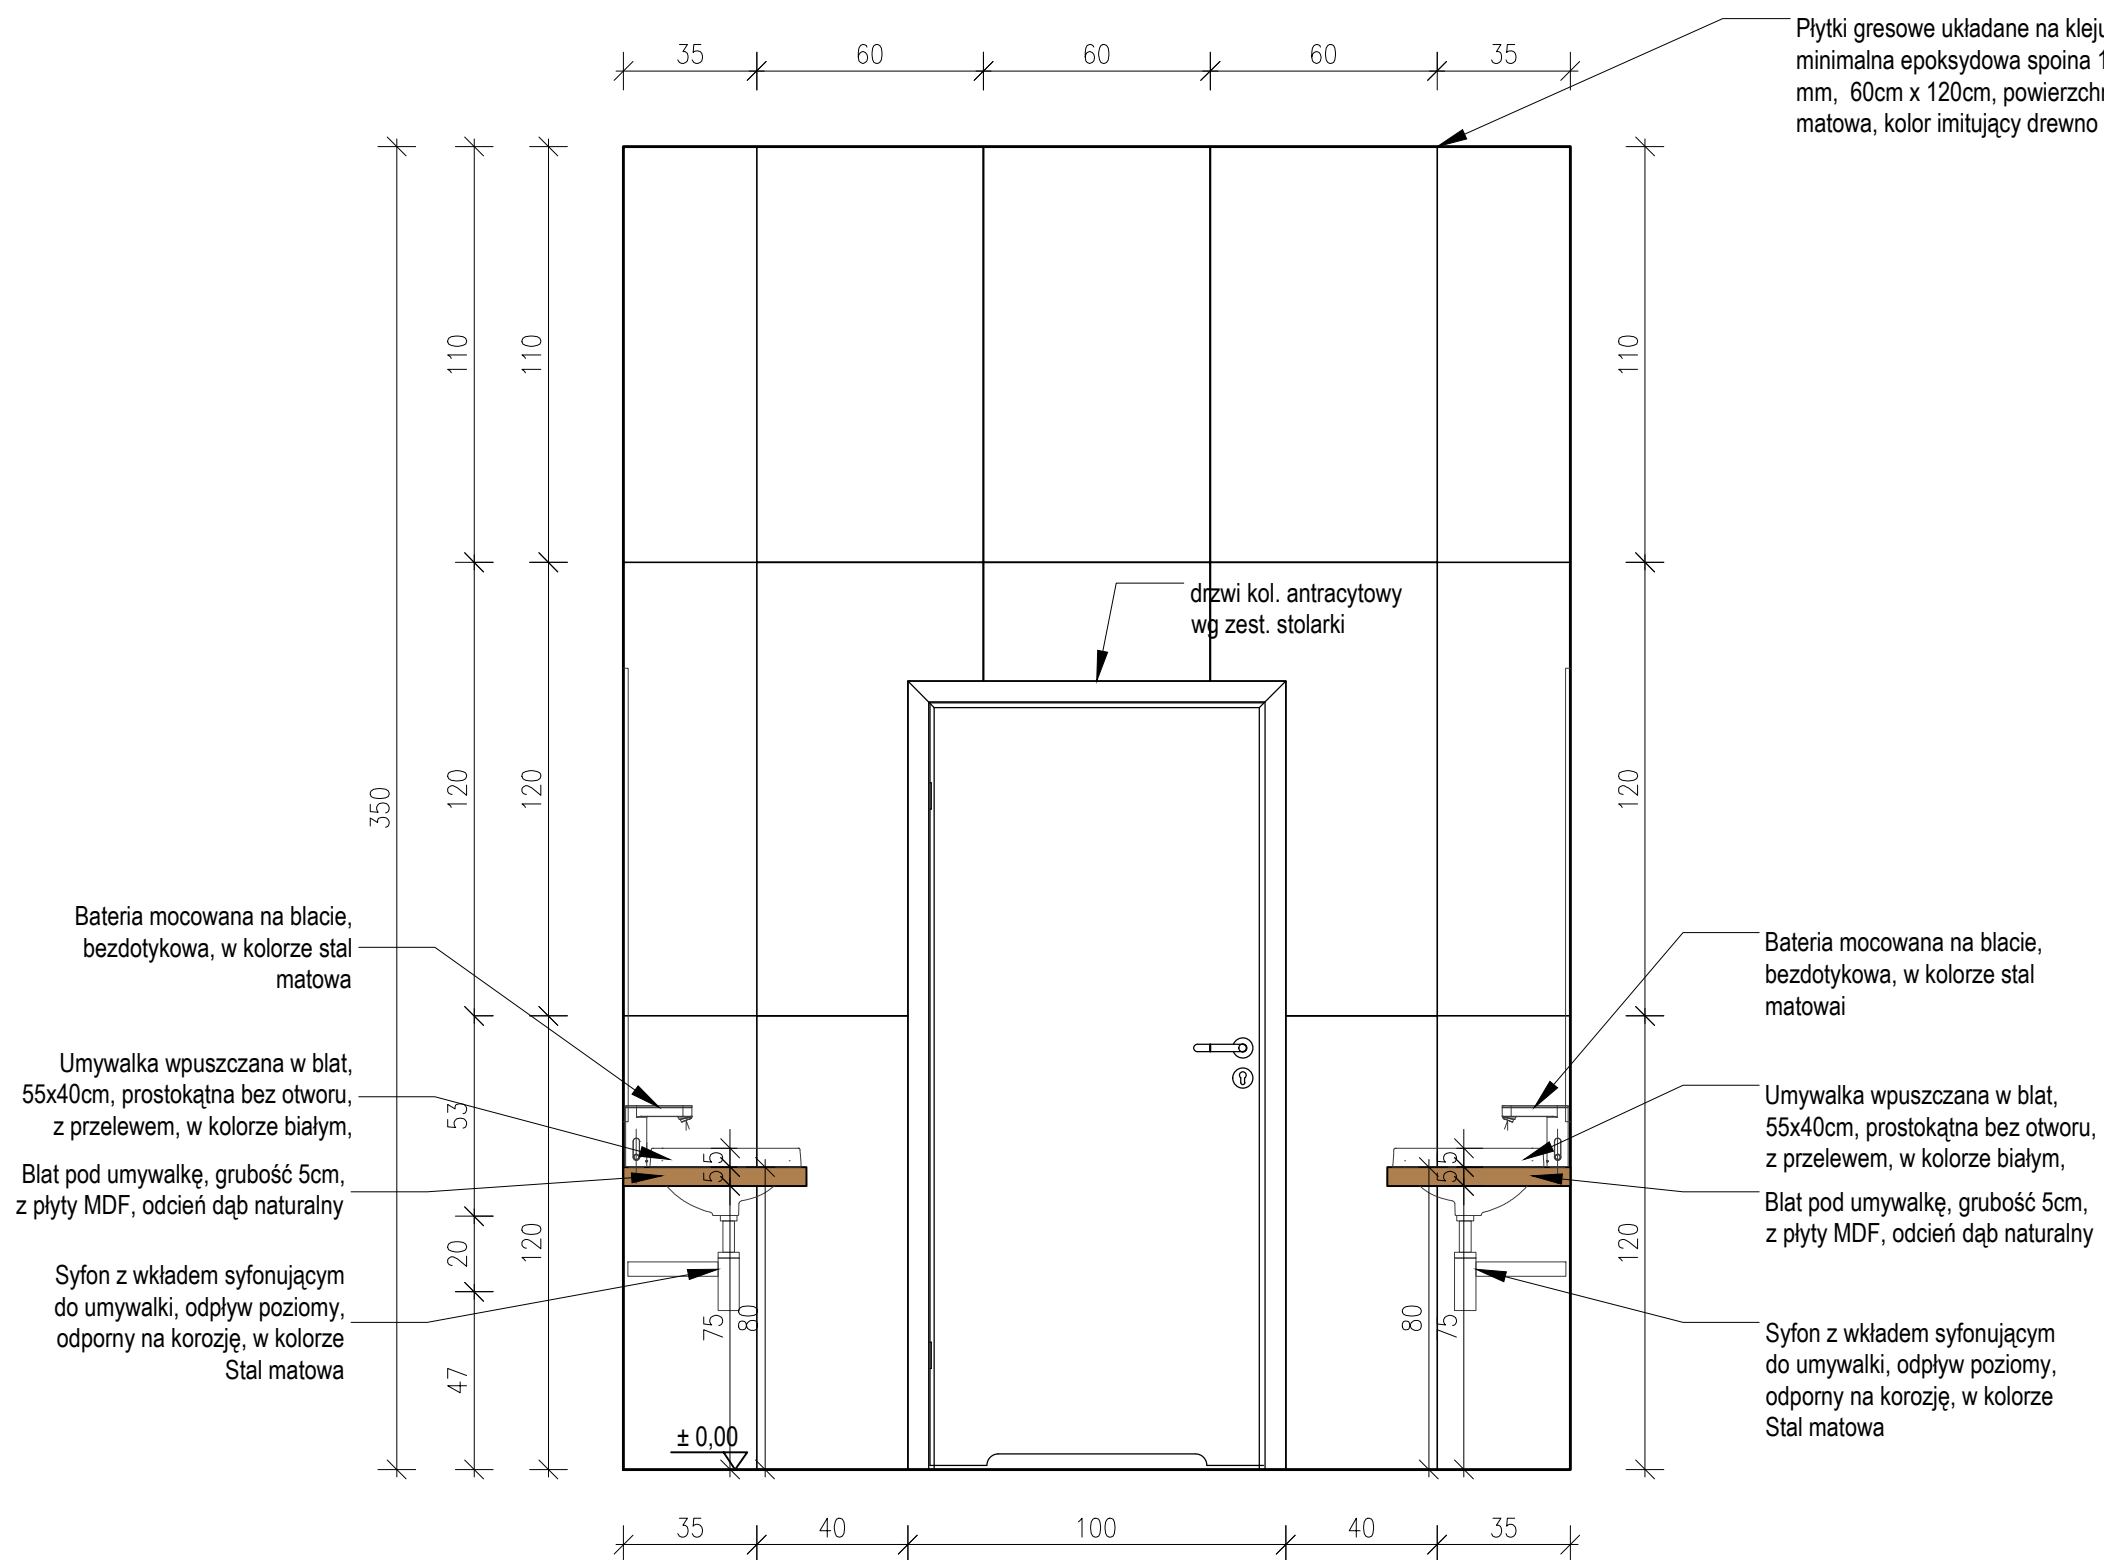 35
60
60
60
35
Płytki gresowe układane na kleju
minimalna epoksydowa spoina 1
mm, 60cm x 120cm,
matowa, kolor imitujący drewno
110
110
110
drzwi kol. antracytowy
wg zest. stolarki
350
120
120
120
Bateria mocowana na blacie,
bezdotykowa, w kolorze stal
matowa
Umywalka wpuszczana w blat,
55x40cm, prostokątna bez otworu,
z przelewem, w kolorze białym,
Blat pod umywalkę, grubość 5cm,
z płyty MDF, odcień dąb naturalny
Syfon z wkładem syfonującym
do umywalki, odpływ poziomy,
odporny na korozję, w kolorze
Stal matowa
53
20
47
120
5
5
75
80
± 0,00
Bateria mocowana na blacie,
bezdotykowa, w kolorze stal
matowai
Umywalka wpuszczana w blat,
55x40cm, prostokątna bez otworu,
z przelewem, w kolorze białym,
Blat pod umywalkę, grubość 5cm,
z płyty MDF, odcień dąb naturalny
Syfon z wkładem syfonującym
do umywalki, odpływ poziomy,
odporny na korozję, w kolorze
Stal matowa
5
5
80
75
120
35
40
100
40
35